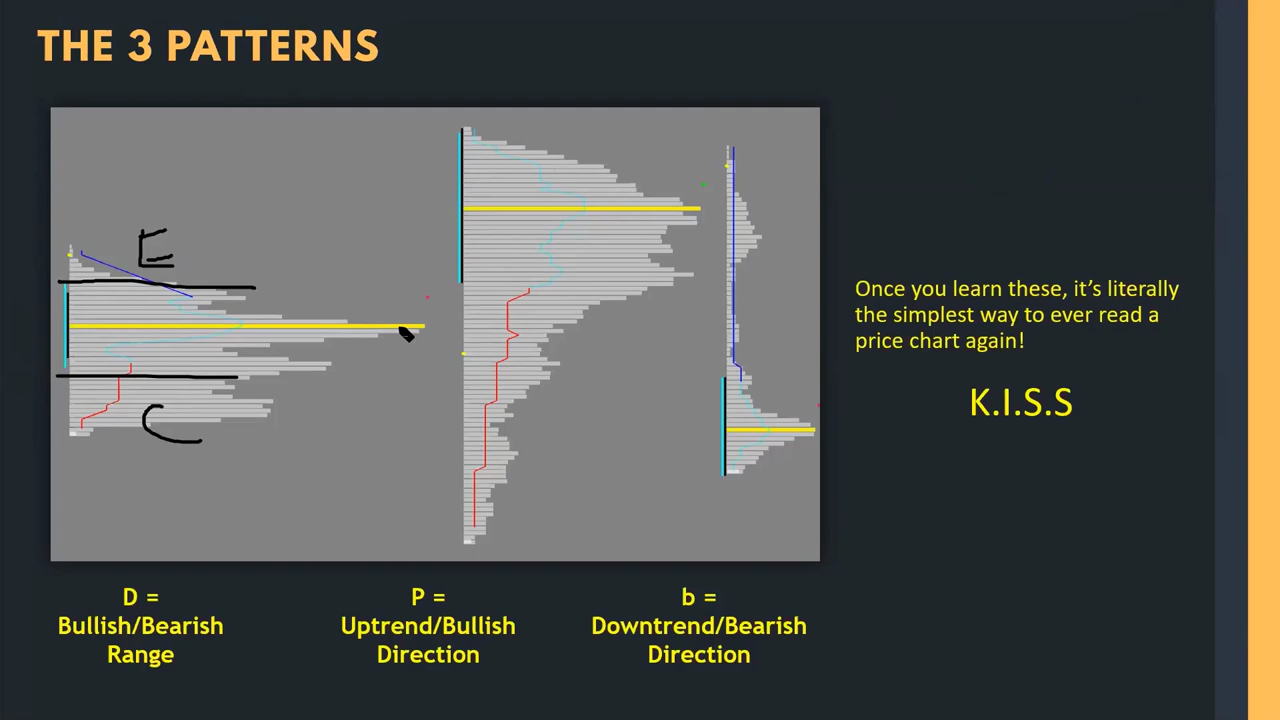 THE 3 PATTERNS
E
C
Once you learn these, it's literally
the simplest way to ever read a
price chart again!
K.I.S.S
D =
Bullish/Bearish
Range
P =
Uptrend/Bullish
Direction
b =
Downtrend/Bearish
Direction